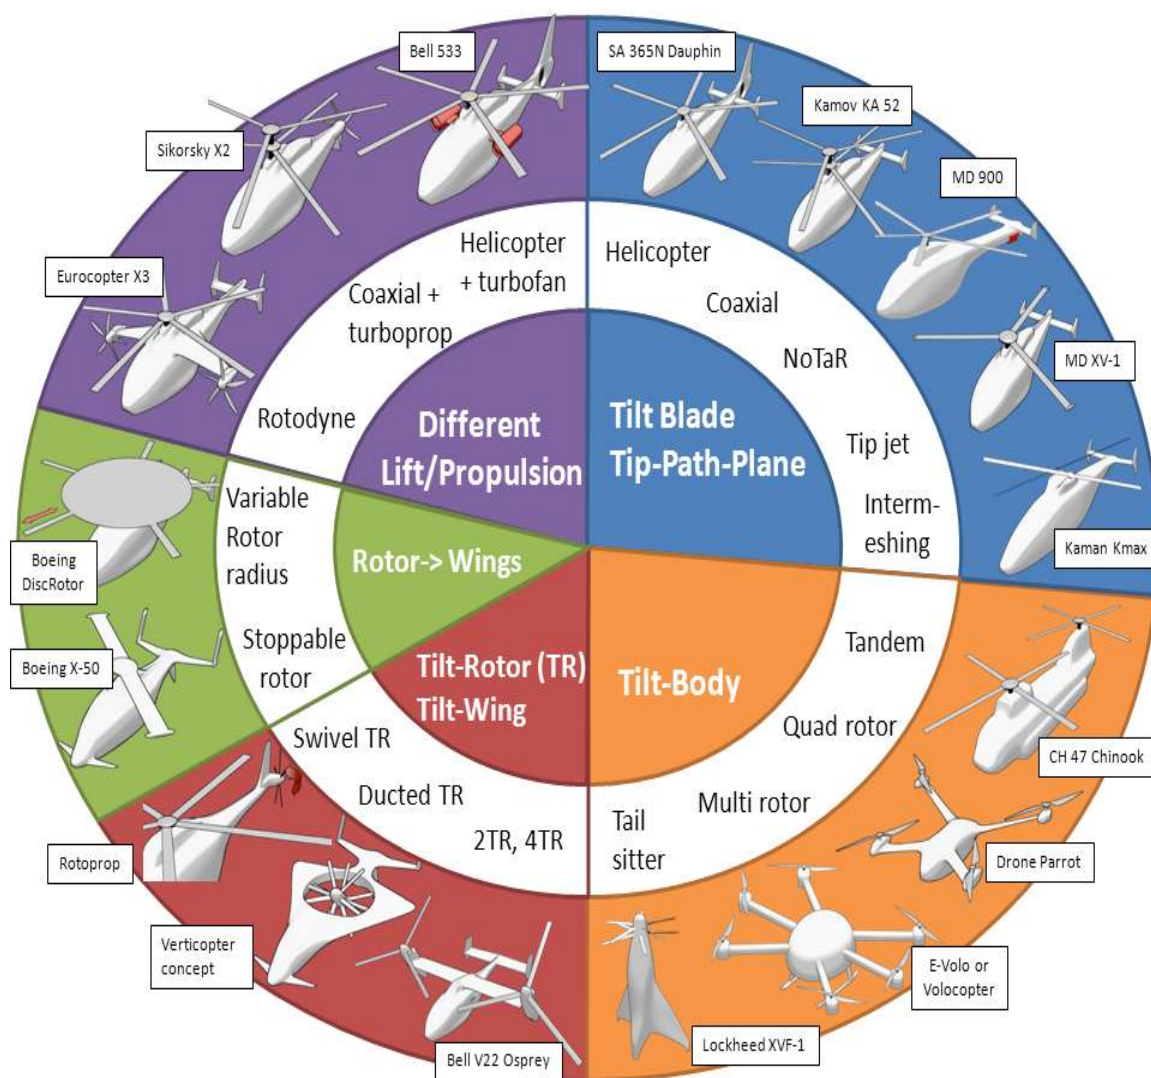 Bell 533
SA 365N Dauphin
Kamov KA 52
Sikorsky X2
MD 900
Eurocopter X3
MD XV-1
Kaman Kmax
Boeing
DiscRotor
Boeing X-50
CH 47 Chinook
Rotoprop
Drone Parrot
Verticopter
concept
E-Volo or
Volocopter
Bell V22 Osprey
Lockheed XVF-1
Helicopter
+ turbofan
Coaxial +
turboprop
Rotodyne
Helicopter
Coaxial
NoTaR
Tip jet
Interm-
eshing
Variable
Rotor
radius
Stoppable
rotor
Swivel TR
Ducted TR
2TR, 4TR
Tandem
Quad rotor
Multi rotor
Tail
sitter
Different
Lift/Propulsion
Tilt Blade
Tip-Path-Plane
Rotor-> Wings
Tilt-Rotor (TR)
Tilt-Wing
Tilt-Body